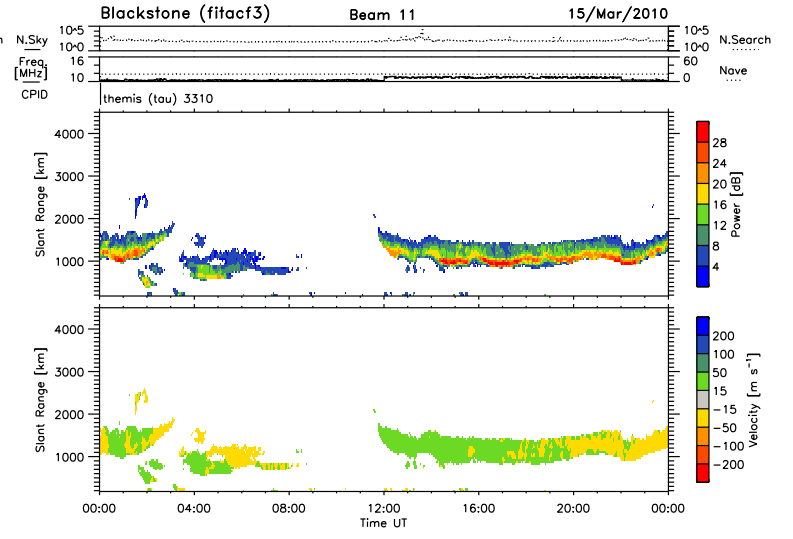 Blackstone (fitacf3)
Beam 11
15/Mar/2010
n N.Sky
10^5
10^0
10^5
10^0
N.Search
Freq.
[MHz]
16
10
60
0
Nave
CPID
themis (tau) 3310
Slant Range [km]
4000
3000
2000
1000
28
24
20
16
12
8
4
Power [dB]
Slant Range [km]
4000
3000
2000
1000
200
100
50
15
-15
-50
-100
-200
Velocity [m s⁻¹]
00:00 04:00 08:00 12:00 16:00 20:00 00:00
Time UT